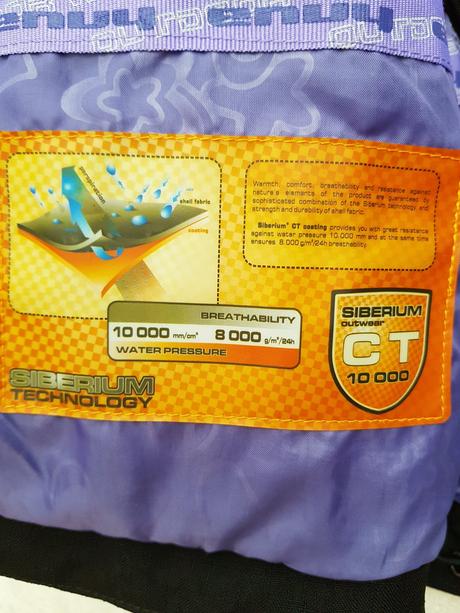 envy
envy
perspiration
shell fabric
coating
Warmth, comfort, breathability and resistance against
nature's elements of the product are guaranteed by
sophisticated combination of the Siberium technology and
strength and durability of shell fabric.
Siberium® CT coating provides you with great resistance
against water pressure 10.000 mm and at the same time
ensures 8.000 g/m²/24h breathability.
BREATHABILITY
10 000 mm/cm² 8 000 g/m²/24h
WATER PRESSURE
SIBERIUM
outwear
CT
10 000
SIBERIUM
TECHNOLOGY